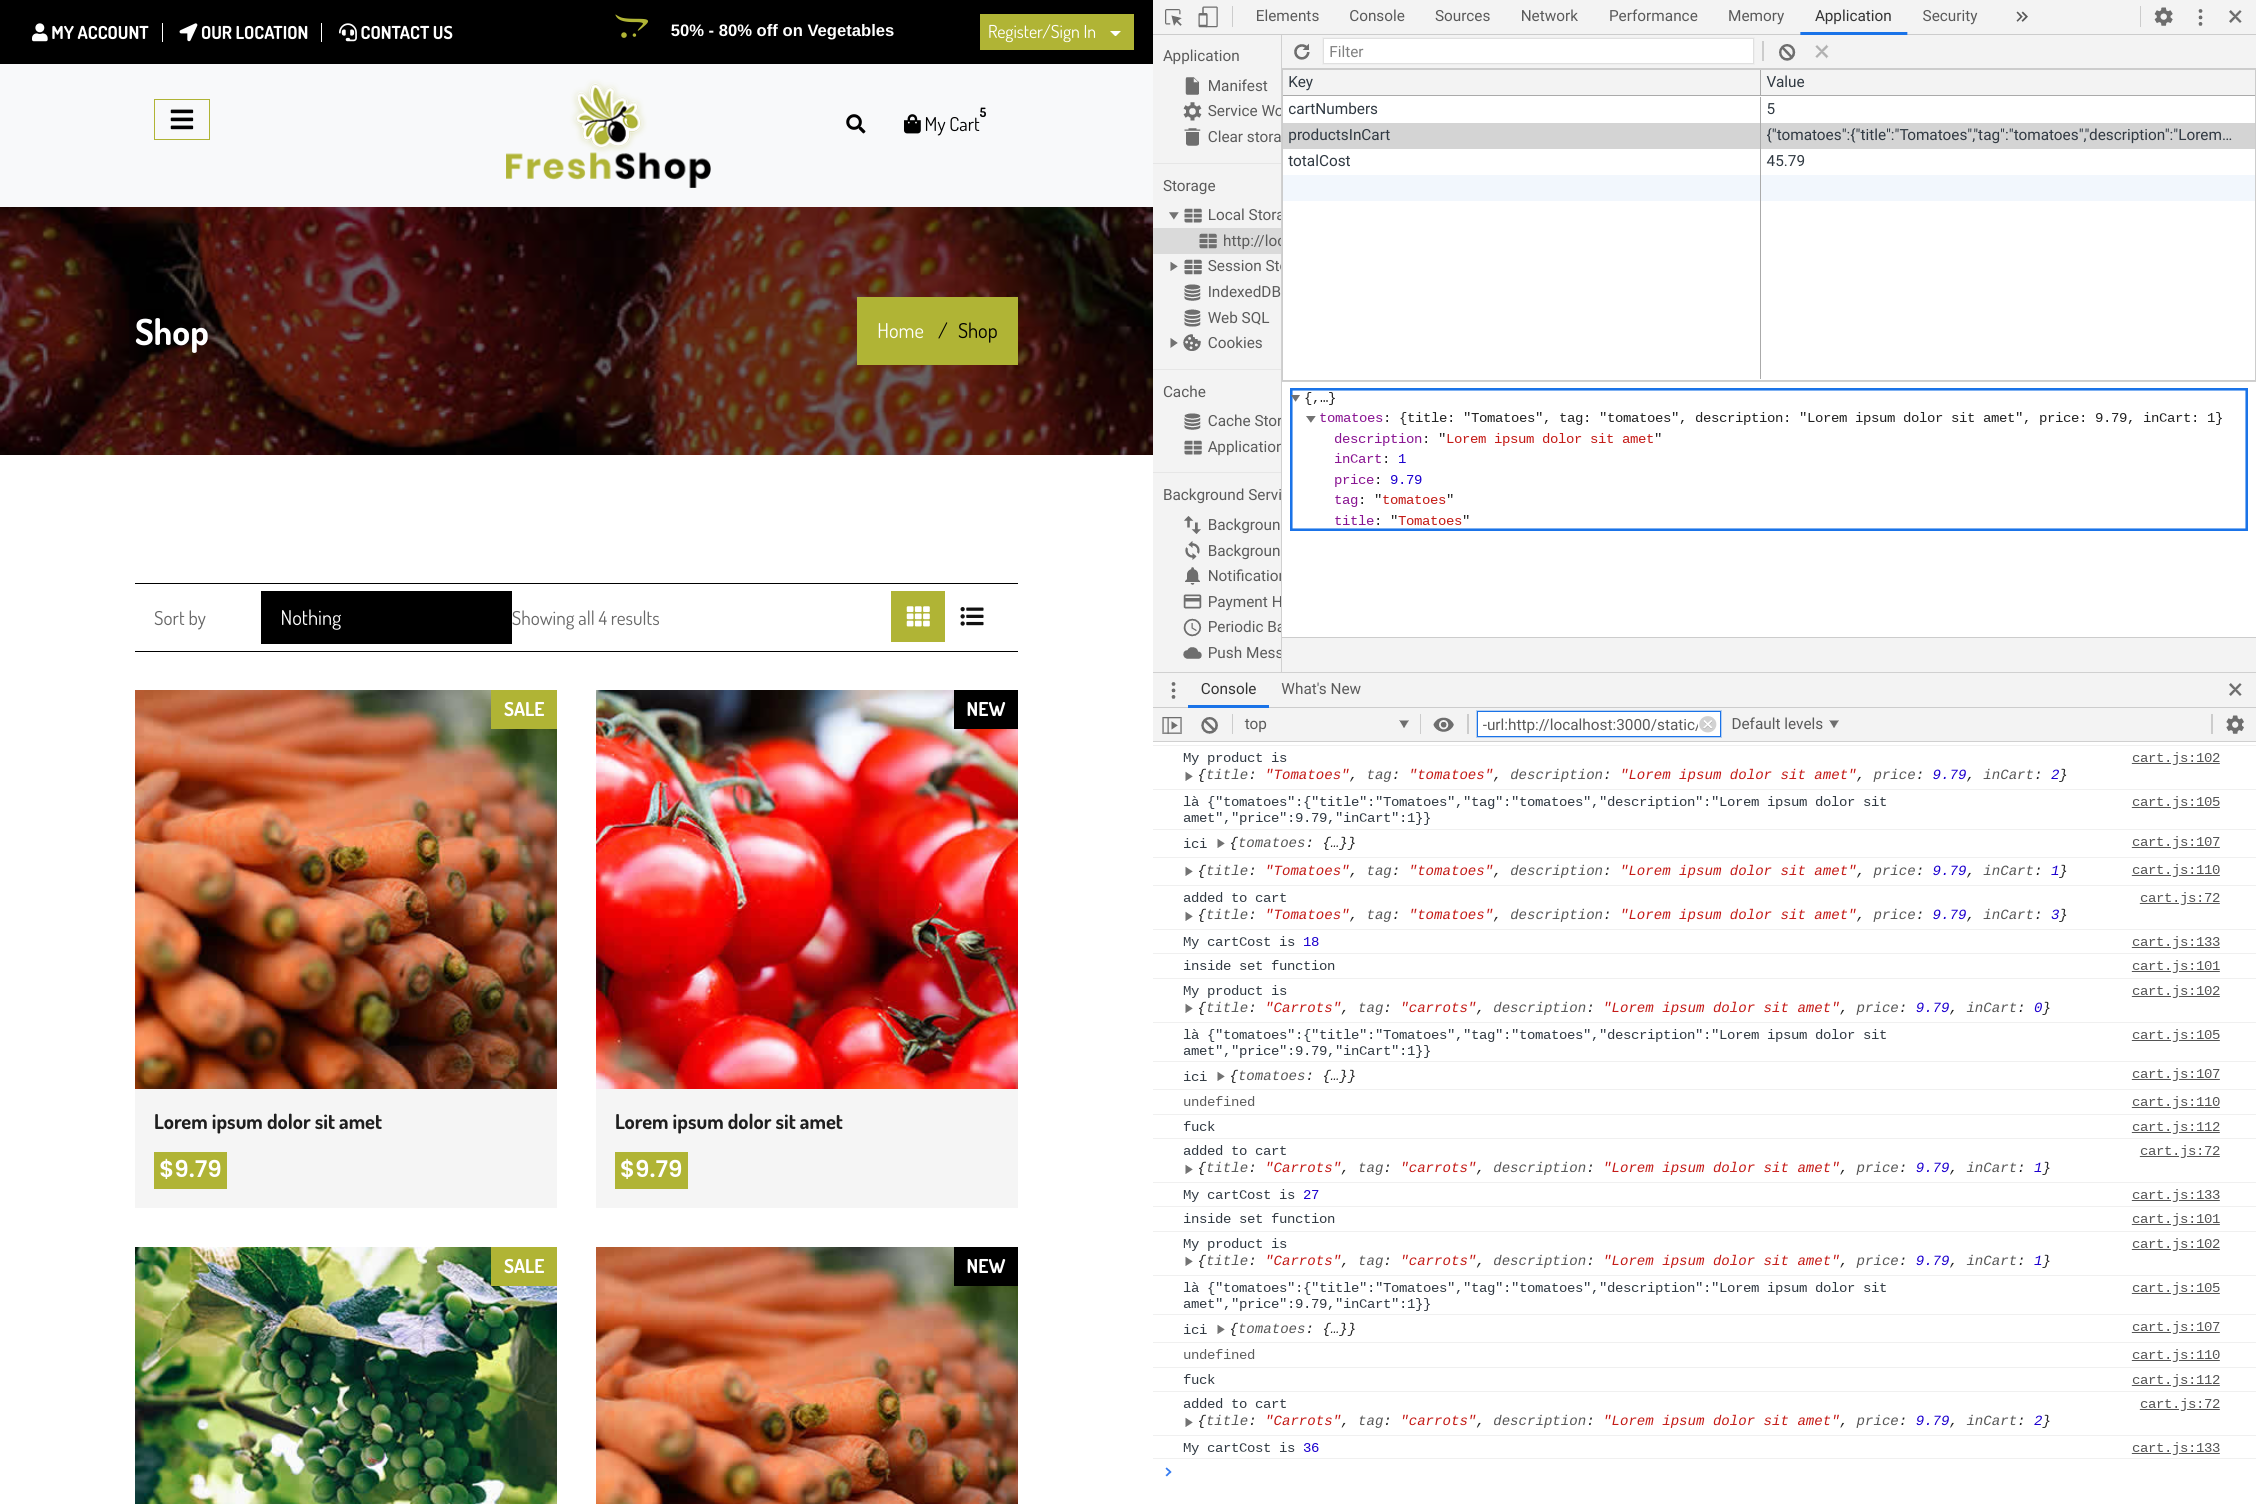 MY ACCOUNT
OUR LOCATION
CONTACT US
50% - 80% off on Vegetables
Register/Sign In
FreshShop
My Cart 5
Shop
Home / Shop
Sort by
Nothing
Showing all 4 results
SALE
NEW
Lorem ipsum dolor sit amet
$9.79
Lorem ipsum dolor sit amet
$9.79
SALE
NEW
Elements Console Sources Network Performance Memory Application Security »
Application
Manifest
Service Wo
Clear stora
Storage
Local Stora
http://loc
Session Sto
IndexedDB
Web SQL
Cookies
Cache
Cache Stor
Application
Background Servi
Backgroun
Backgroun
Notification
Payment H
Periodic Ba
Push Mess
Filter
Key Value
cartNumbers 5
productsInCart {"tomatoes":{"title":"Tomatoes","tag":"tomatoes","description":"Lorem...
totalCost 45.79
{,…}
tomatoes: {title: "Tomatoes", tag: "tomatoes", description: "Lorem ipsum dolor sit amet", price: 9.79, inCart: 1}
description: "Lorem ipsum dolor sit amet"
inCart: 1
price: 9.79
tag: "tomatoes"
title: "Tomatoes"
Console What's New
top -url:http://localhost:3000/static/ Default levels
My product is cart.js:102
{title: "Tomatoes", tag: "tomatoes", description: "Lorem ipsum dolor sit amet", price: 9.79, inCart: 2}
là {"tomatoes":{"title":"Tomatoes","tag":"tomatoes","description":"Lorem ipsum dolor sit cart.js:105
amet","price":9.79,"inCart":1}}
ici {tomatoes: {…}} cart.js:107
{title: "Tomatoes", tag: "tomatoes", description: "Lorem ipsum dolor sit amet", price: 9.79, inCart: 1} cart.js:110
added to cart cart.js:72
{title: "Tomatoes", tag: "tomatoes", description: "Lorem ipsum dolor sit amet", price: 9.79, inCart: 3}
My cartCost is 18 cart.js:133
inside set function cart.js:101
My product is cart.js:102
{title: "Carrots", tag: "carrots", description: "Lorem ipsum dolor sit amet", price: 9.79, inCart: 0}
là {"tomatoes":{"title":"Tomatoes","tag":"tomatoes","description":"Lorem ipsum dolor sit cart.js:105
amet","price":9.79,"inCart":1}}
ici {tomatoes: {…}} cart.js:107
undefined cart.js:110
fuck cart.js:112
added to cart cart.js:72
{title: "Carrots", tag: "carrots", description: "Lorem ipsum dolor sit amet", price: 9.79, inCart: 1}
My cartCost is 27 cart.js:133
inside set function cart.js:101
My product is cart.js:102
{title: "Carrots", tag: "carrots", description: "Lorem ipsum dolor sit amet", price: 9.79, inCart: 1}
là {"tomatoes":{"title":"Tomatoes","tag":"tomatoes","description":"Lorem ipsum dolor sit cart.js:105
amet","price":9.79,"inCart":1}}
ici {tomatoes: {…}} cart.js:107
undefined cart.js:110
fuck cart.js:112
added to cart cart.js:72
{title: "Carrots", tag: "carrots", description: "Lorem ipsum dolor sit amet", price: 9.79, inCart: 2}
My cartCost is 36 cart.js:133